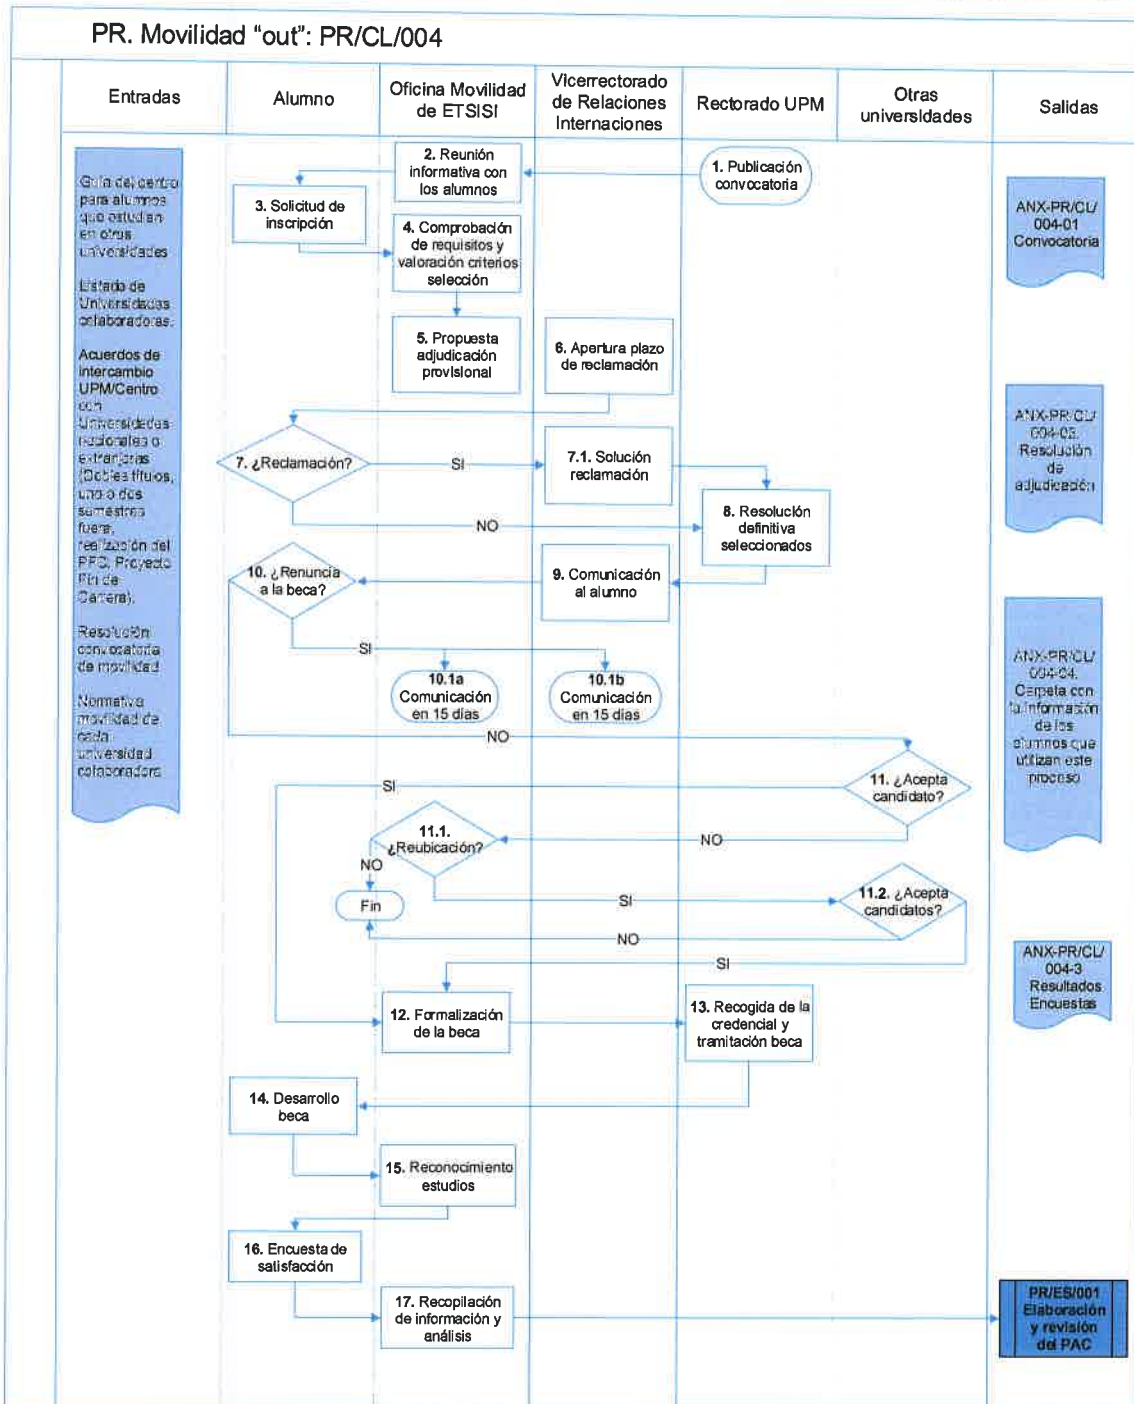 PR. Movilidad “out”: PR/CL/004
Entradas
Alumno
Oficina Movilidad
de ETSISI
Vicerrectorado
de Relaciones
Internaciones
Rectorado UPM
Otras
universidades
Salidas
Guía del centro
para alumnos
que estudian
en otras
universidades
Listado de
Universidades
colaboradoras.
Acuerdos de
intercambio
UPM/Centro
con
Universidades
nacionales o
extranjeras
(Dobles títulos,
uno o dos
semestres
fuera,
realización del
PFC, Proyecto
Fin de
Carrera).
Resolución
convocatoria
de movilidad
Normativa
movilidad de
cada
universidad
colaboradora
1. Publicación
convocatoria
2. Reunión
informativa con
los alumnos
3. Solicitud de
inscripción
4. Comprobación
de requisitos y
valoración criterios
selección
5. Propuesta
adjudicación
provisional
6. Apertura plazo
de reclamación
7. ¿Reclamación?
SI
7.1. Solución
reclamación
NO
8. Resolución
definitiva
seleccionados
9. Comunicación
al alumno
10. ¿Renuncia
a la beca?
SI
10.1a
Comunicación
en 15 días
10.1b
Comunicación
en 15 días
NO
11. ¿Acepta
candidato?
SI
NO
11.1.
¿Reubicación?
NO
Fin
SI
11.2. ¿Acepta
candidatos?
NO
SI
12. Formalización
de la beca
13. Recogida de la
credencial y
tramitación beca
14. Desarrollo
beca
15. Reconocimiento
estudios
16. Encuesta de
satisfacción
17. Recopilación
de información y
análisis
ANX-PR/CL/
004-01
Convocatoria
ANX-PR/CL/
004-02.
Resolución
de
adjudicación
ANX-PR/CL/
004-04.
Carpeta con
la información
de los
alumnos que
utilizan este
proceso
ANX-PR/CL/
004-3
Resultados
Encuestas
PR/ES/001
Elaboración
y revisión
del PAC